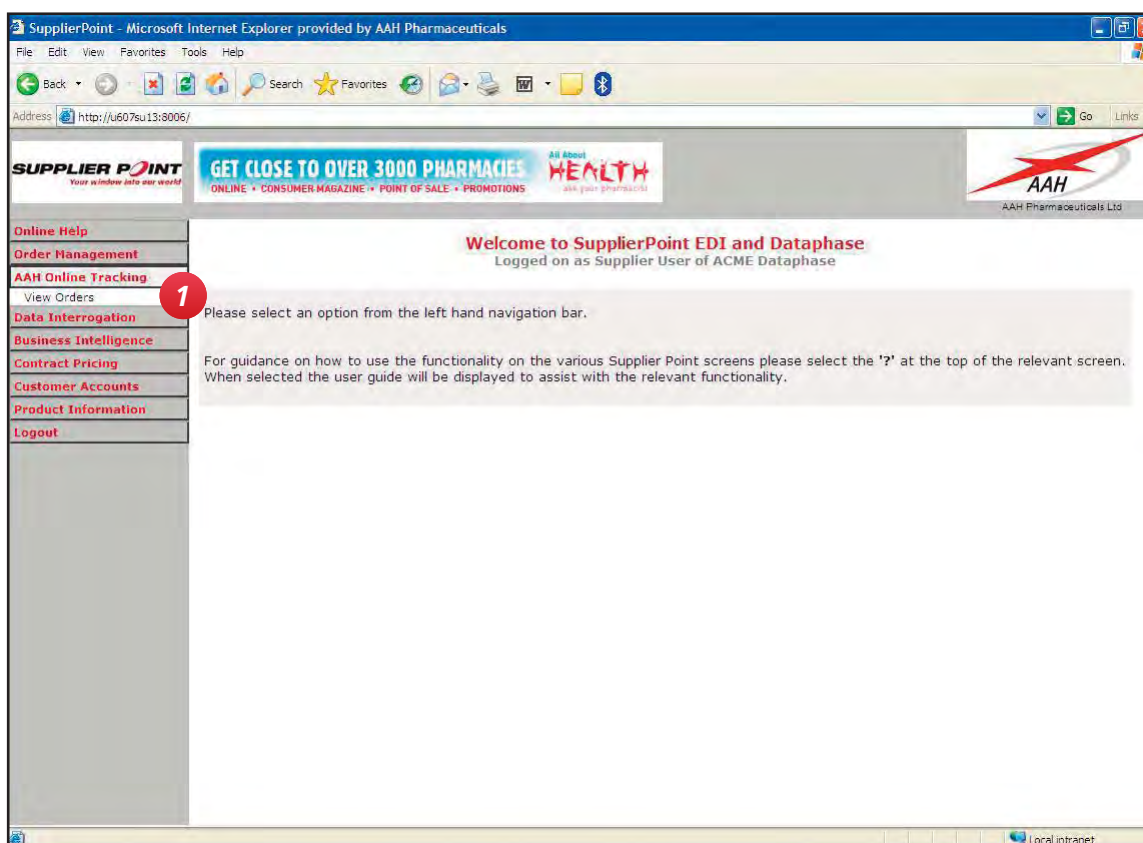 SupplierPoint - Microsoft Internet Explorer provided by AAH Pharmaceuticals
File Edit View Favorites Tools Help
Back Search Favorites
Address http://u607su13:8006/ Go Links
SUPPLIER POINT
Your window into our world
GET CLOSE TO OVER 3000 PHARMACIES
ONLINE • CONSUMER MAGAZINE • POINT OF SALE • PROMOTIONS
All About
HEALTH
ask your pharmacist
AAH
AAH Pharmaceuticals Ltd
Online Help
Order Management
AAH Online Tracking
View Orders
1
Data Interrogation
Business Intelligence
Contract Pricing
Customer Accounts
Product Information
Logout
Welcome to SupplierPoint EDI and Dataphase
Logged on as Supplier User of ACME Dataphase
Please select an option from the left hand navigation bar.
For guidance on how to use the functionality on the various Supplier Point screens please select the '?' at the top of the relevant screen.
When selected the user guide will be displayed to assist with the relevant functionality.
Local intranet